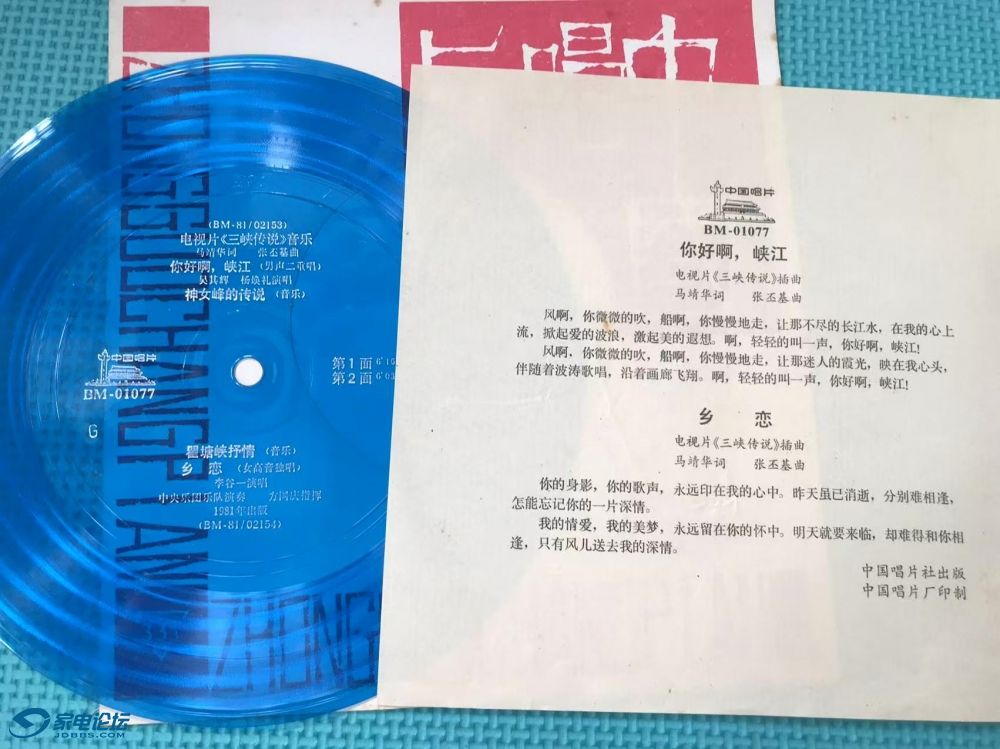 ZHONGGUOCHANGPIAN
ZHONG
(BM-81/02153)
电视片《三峡传说》音乐
马靖华词 张丕基曲
你好啊，峡江 (男声二重唱)
吴其辉 杨焕礼演唱
神女峰的传说 (音乐)
第1面
第2面
中国唱片
BM-01077
G
瞿塘峡抒情 (音乐)
乡 恋 (女高音独唱)
李谷一演唱
中央乐团乐队演奏 方国庆指挥
1981年出版
(BM-81/02154)
中国唱片
BM-01077
你好啊，峡江
电视片《三峡传说》插曲
马靖华词 张丕基曲
风啊，你微微的吹，船啊，你慢慢地走，让那不尽的长江水，在我的心上
流，掀起爱的波浪，激起美的遐想。啊，轻轻的叫一声，你好啊，峡江！
风啊，你微微的吹，船啊，你慢慢地走，让那迷人的霞光，映在我心头，
伴随着波涛歌唱，沿着画廊飞翔。啊，轻轻的叫一声，你好啊，峡江！
乡 恋
电视片《三峡传说》插曲
马靖华词 张丕基曲
你的身影，你的歌声，永远印在我的心中。昨天虽已消逝，分别难相逢，
怎能忘记你的一片深情。
我的情爱，我的美梦，永远留在你的怀中。明天就要来临，却难得和你相
逢，只有风儿送去我的深情。
中国唱片社出版
中国唱片厂印制
家电论坛
JDBBS.COM